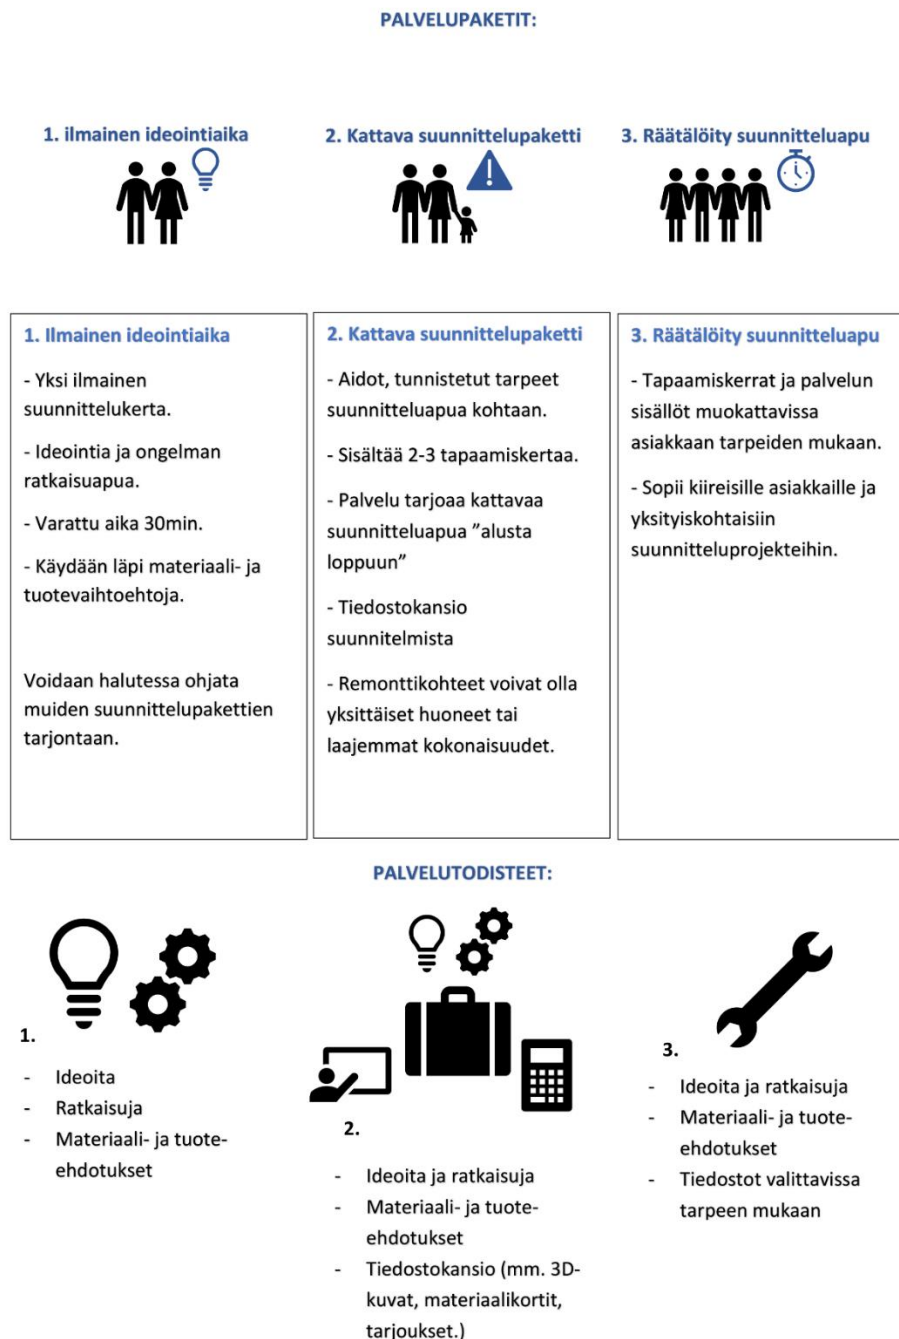 PALVELUPAKETIT:
1. ilmainen ideointiaika
2. Kattava suunnittelupaketti
3. Räätälöity suunnitteluapu
1. Ilmainen ideointiaika
- Yksi ilmainen
suunnittelukerta.
- Ideointia ja ongelman
ratkaisuapua.
- Varattu aika 30min.
- Käydään läpi materiaali- ja
tuotevaihtoehtoja.
Voidaan halutessa ohjata
muiden suunnittelupakettien
tarjontaan.
2. Kattava suunnittelupaketti
- Aidot, tunnistetut tarpeet
suunnitteluapua kohtaan.
- Sisältää 2-3 tapaamiskertaa.
- Palvelu tarjoaa kattavaa
suunnitteluapua ”alusta
loppuun”
- Tiedostokansio
suunnitelmista
- Remonttikohteet voivat olla
yksittäiset huoneet tai
laajemmat kokonaisuudet.
3. Räätälöity suunnitteluapu
- Tapaamiskerrat ja palvelun
sisällöt muokattavissa
asiakkaan tarpeiden mukaan.
- Sopii kiireisille asiakkaille ja
yksityiskohtaisiin
suunnitteluprojekteihin.
PALVELUTODISTEET:
1.
- Ideoita
- Ratkaisuja
- Materiaali- ja tuote-
ehdotukset
2.
- Ideoita ja ratkaisuja
- Materiaali- ja tuote-
ehdotukset
- Tiedostokansio (mm. 3D-
kuvat, materiaalikortit,
tarjoukset.)
3.
- Ideoita ja ratkaisuja
- Materiaali- ja tuote-
ehdotukset
- Tiedostot valittavissa
tarpeen mukaan